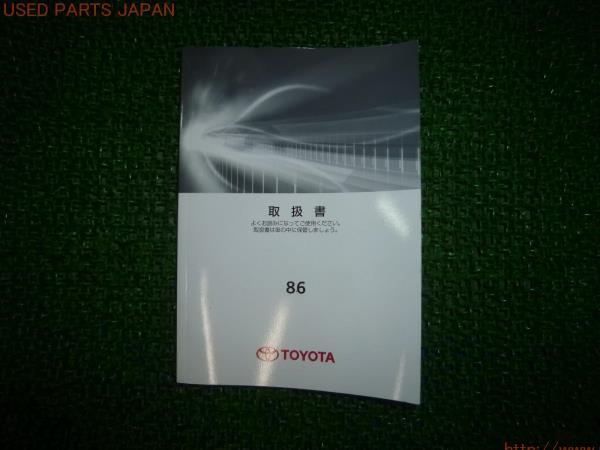 USED PARTS JAPAN
取扱書
よくお読みになってご使用ください。
取扱書は車の中に保管しましょう。
86
TOYOTA
http://www.